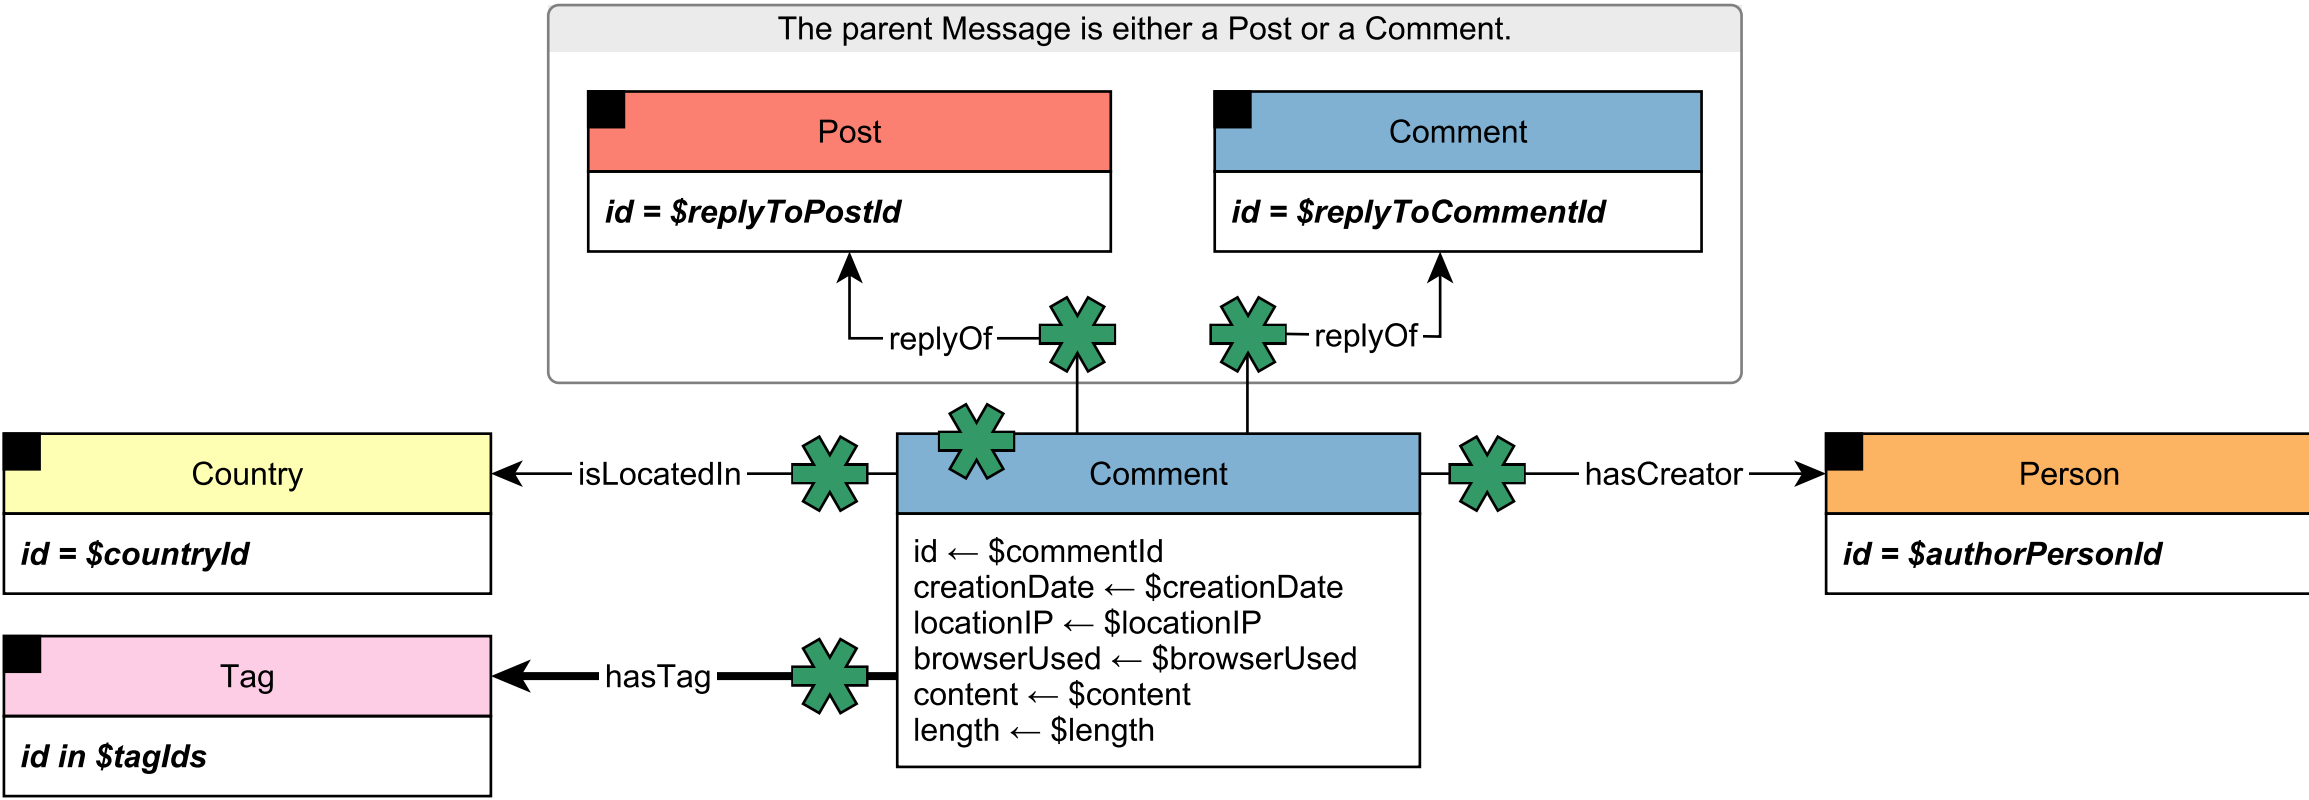 The parent Message is either a Post or a Comment.
Post
id = $replyToPostId
Comment
id = $replyToCommentId
replyOf
replyOf
Country
id = $countryId
isLocatedIn
Comment
id ← $commentId
creationDate ← $creationDate
locationIP ← $locationIP
browserUsed ← $browserUsed
content ← $content
length ← $length
hasCreator
Person
id = $authorPersonId
Tag
id in $tagIds
hasTag